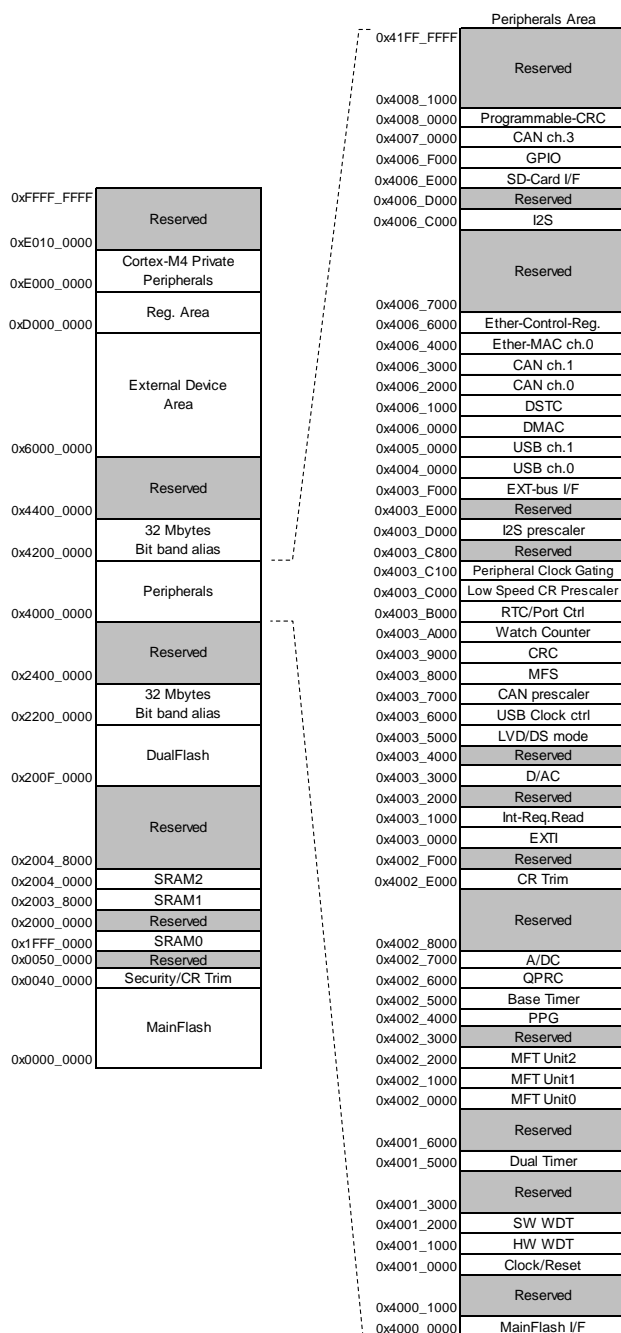 Peripherals Area
0x41FF_FFFF
Reserved
0x4008_1000
0x4008_0000 Programmable-CRC
0x4007_0000 CAN ch.3
0x4006_F000 GPIO
0x4006_E000 SD-Card I/F
0x4006_D000 Reserved
0x4006_C000 I2S
Reserved
0x4006_7000
0x4006_6000 Ether-Control-Reg.
0x4006_4000 Ether-MAC ch.0
0x4006_3000 CAN ch.1
0x4006_2000 CAN ch.0
0x4006_1000 DSTC
0x4006_0000 DMAC
0x4005_0000 USB ch.1
0x4004_0000 USB ch.0
0x4003_F000 EXT-bus I/F
0x4003_E000 Reserved
0x4003_D000 I2S prescaler
0x4003_C800 Reserved
0x4003_C100 Peripheral Clock Gating
0x4003_C000 Low Speed CR Prescaler
0x4003_B000 RTC/Port Ctrl
0x4003_A000 Watch Counter
0x4003_9000 CRC
0x4003_8000 MFS
0x4003_7000 CAN prescaler
0x4003_6000 USB Clock ctrl
0x4003_5000 LVD/DS mode
0x4003_4000 Reserved
0x4003_3000 D/AC
0x4003_2000 Reserved
0x4003_1000 Int-Req.Read
0x4003_0000 EXTI
0x4002_F000 Reserved
0x4002_E000 CR Trim
Reserved
0x4002_8000
0x4002_7000 A/DC
0x4002_6000 QPRC
0x4002_5000 Base Timer
0x4002_4000 PPG
0x4002_3000 Reserved
0x4002_2000 MFT Unit2
0x4002_1000 MFT Unit1
0x4002_0000 MFT Unit0
Reserved
0x4001_6000
0x4001_5000 Dual Timer
Reserved
0x4001_3000
0x4001_2000 SW WDT
0x4001_1000 HW WDT
0x4001_0000 Clock/Reset
Reserved
0x4000_1000
0x4000_0000 MainFlash I/F
0xFFFF_FFFF
Reserved
0xE010_0000
Cortex-M4 Private
Peripherals
0xE000_0000
Reg. Area
0xD000_0000
External Device
Area
0x6000_0000
Reserved
0x4400_0000
32 Mbytes
Bit band alias
0x4200_0000
Peripherals
0x4000_0000
Reserved
0x2400_0000
32 Mbytes
Bit band alias
0x2200_0000
DualFlash
0x200F_0000
Reserved
0x2004_8000
0x2004_0000 SRAM2
0x2003_8000 SRAM1
0x2000_0000 Reserved
0x1FFF_0000 SRAM0
0x0050_0000 Reserved
0x0040_0000 Security/CR Trim
MainFlash
0x0000_0000